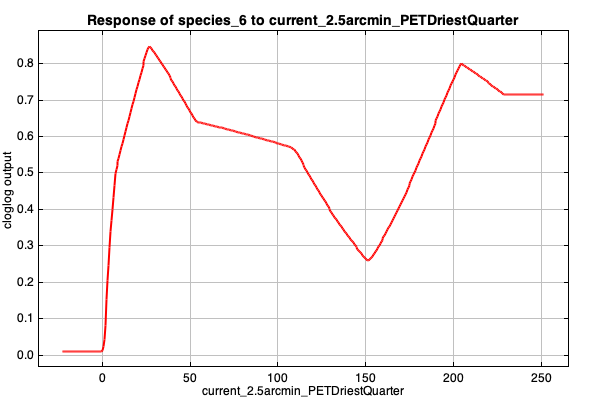 Response of species_6 to current_2.5arcmin_PETDriestQuarter
cloglog output
0.8
0.7
0.6
0.5
0.4
0.3
0.2
0.1
0.0
0 50 100 150 200 250
current_2.5arcmin_PETDriestQuarter